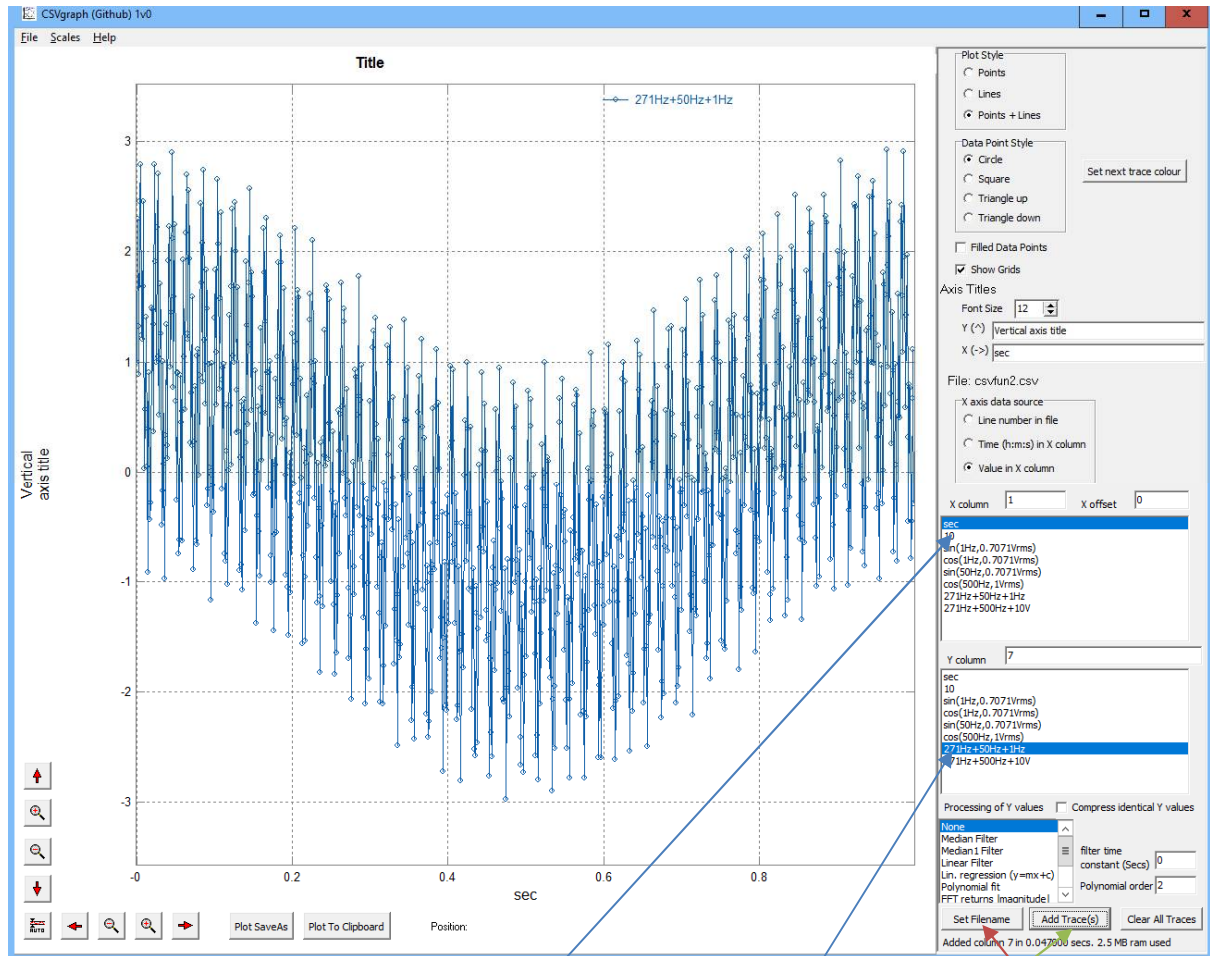 CSVgraph (Github) 1v0
File Scales Help
Title
271Hz+50Hz+1Hz
3
2
1
0
-1
-2
-3
Vertical
axis title
-0 0.2 0.4 0.6 0.8
sec
AUTO
Plot SaveAs
Plot To Clipboard
Position:
Plot Style
Points
Lines
Points + Lines
Data Point Style
Circle
Square
Triangle up
Triangle down
Set next trace colour
Filled Data Points
Show Grids
Axis Titles
Font Size 12
Y (^) Vertical axis title
X (->) sec
File: csvfun2.csv
X axis data source
Line number in file
Time (h:m:s) in X column
Value in X column
X column 1 X offset 0
sec
10
sin(1Hz,0.7071Vrms)
cos(1Hz,0.7071Vrms)
sin(50Hz,0.7071Vrms)
cos(500Hz,1Vrms)
271Hz+50Hz+1Hz
271Hz+500Hz+10V
Y column 7
sec
10
sin(1Hz,0.7071Vrms)
cos(1Hz,0.7071Vrms)
sin(50Hz,0.7071Vrms)
cos(500Hz,1Vrms)
271Hz+50Hz+1Hz
271Hz+500Hz+10V
Processing of Y values Compress identical Y values
None
Median Filter
Median1 Filter
Linear Filter
Lin. regression (y=mx+c)
Polynomial fit
FFT returns |magnitude|
filter time
constant (Secs) 0
Polynomial order 2
Set Filename
Add Trace(s)
Clear All Traces
Added column 7 in 0.047000 secs. 2.5 MB ram used